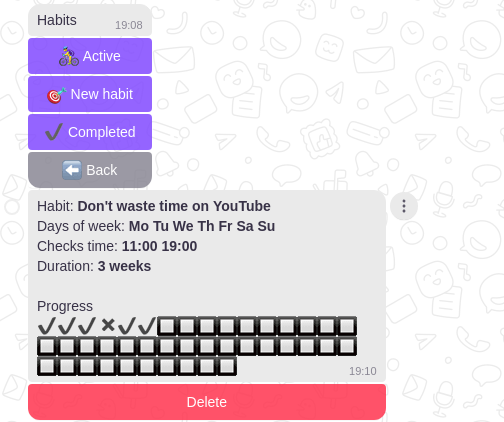 Habits
19:08
🚴 Active
🎯 New habit
✔ Completed
⬅ Back
Habit: Don't waste time on YouTube
Days of week: Mo Tu We Th Fr Sa Su
Checks time: 11:00 19:00
Duration: 3 weeks
Progress
✔✔✔✖✔✔🔲🔲🔲🔲🔲🔲🔲🔲🔲🔲
🔲🔲🔲🔲🔲🔲🔲🔲🔲🔲🔲🔲🔲🔲🔲🔲
🔲🔲🔲🔲🔲🔲🔲🔲🔲🔲
19:10
Delete